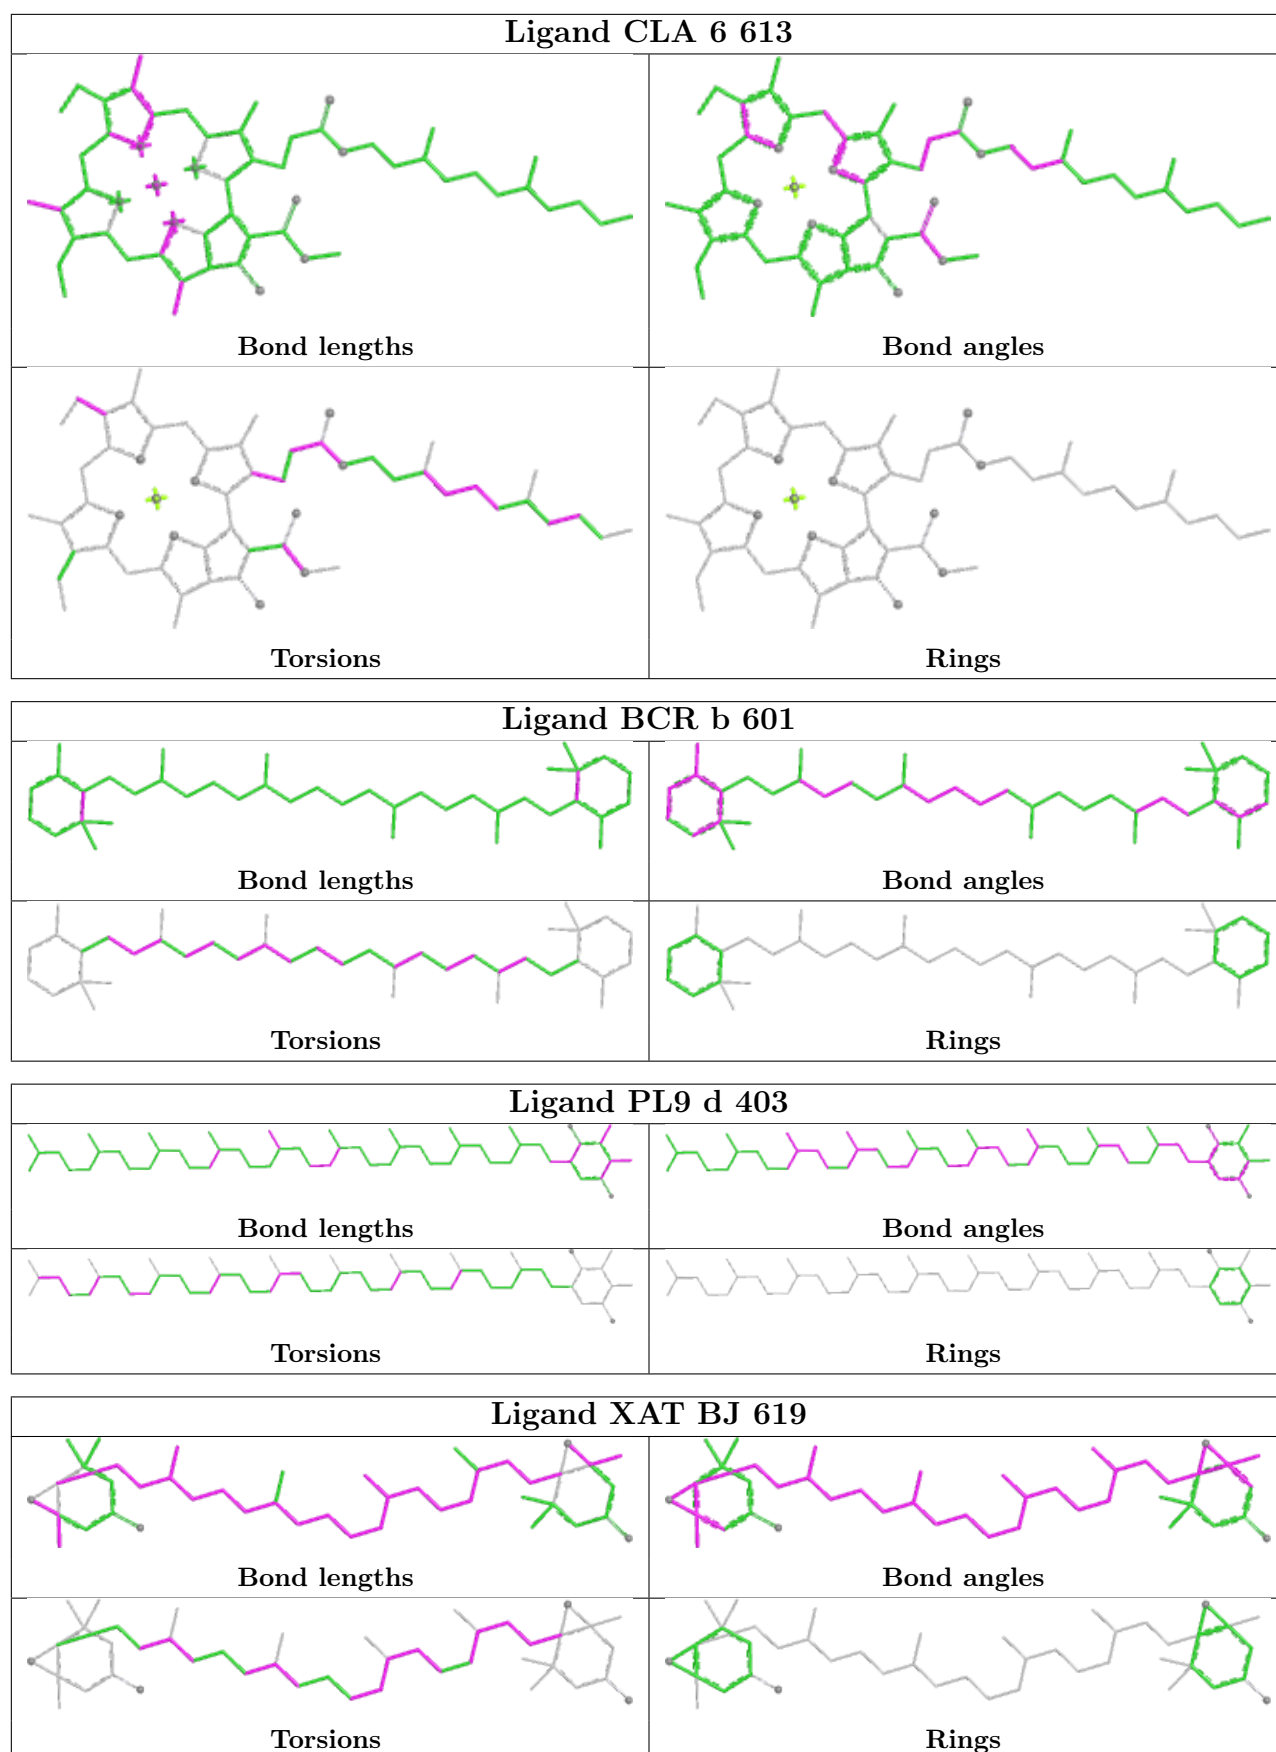 Ligand CLA 6 613
Bond lengths
Bond angles
Torsions
Rings
Ligand BCR b 601
Bond lengths
Bond angles
Torsions
Rings
Ligand PL9 d 403
Bond lengths
Bond angles
Torsions
Rings
Ligand XAT BJ 619
Bond lengths
Bond angles
Torsions
Rings